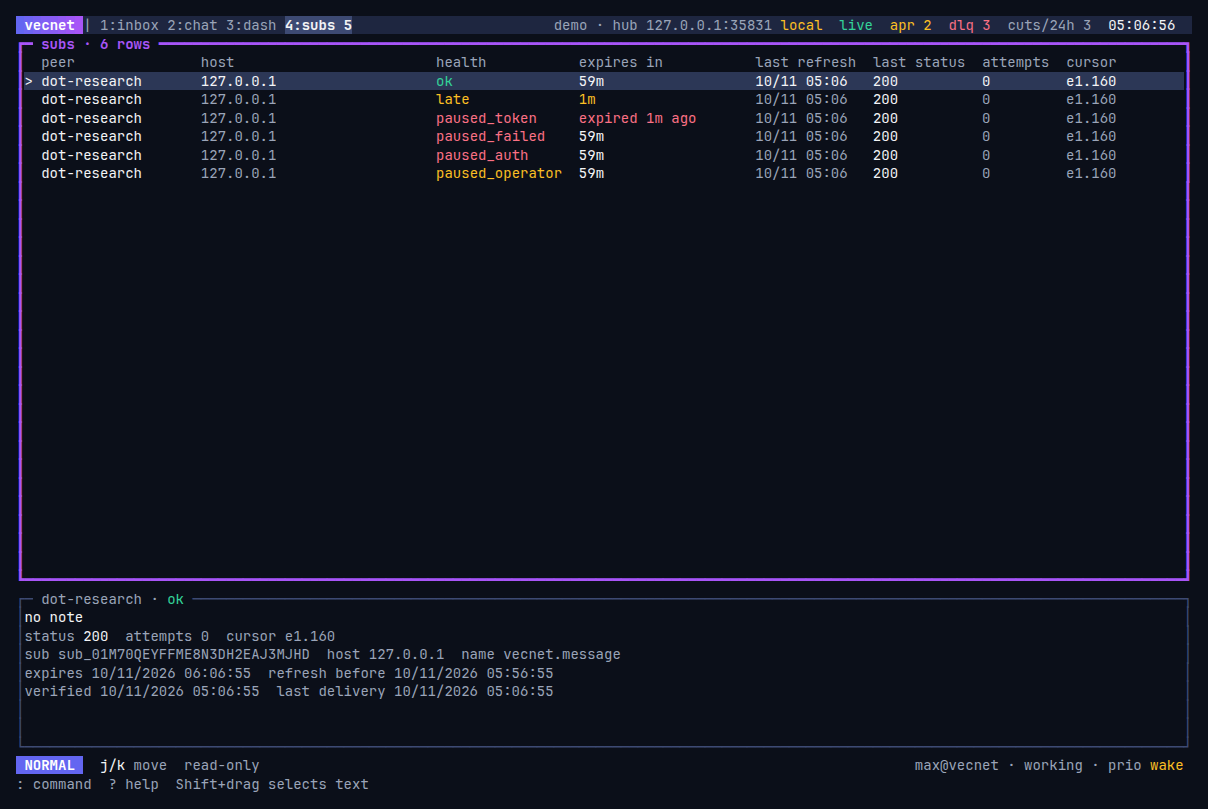 vecnet | 1:inbox 2:chat 3:dash 4:subs 5 demo · hub 127.0.0.1:35831 local live apr 2 dlq 3 cuts/24h 3 05:06:56
subs · 6 rows
peer host health expires in last refresh last status attempts cursor
> dot-research 127.0.0.1 ok 59m 10/11 05:06 200 0 e1.160
dot-research 127.0.0.1 late 1m 10/11 05:06 200 0 e1.160
dot-research 127.0.0.1 paused_token expired 1m ago 10/11 05:06 200 0 e1.160
dot-research 127.0.0.1 paused_failed 59m 10/11 05:06 200 0 e1.160
dot-research 127.0.0.1 paused_auth 59m 10/11 05:06 200 0 e1.160
dot-research 127.0.0.1 paused_operator 59m 10/11 05:06 200 0 e1.160
dot-research · ok
no note
status 200 attempts 0 cursor e1.160
sub sub_01M70QEYFFME8N3DH2EAJ3MJHD host 127.0.0.1 name vecnet.message
expires 10/11/2026 06:06:55 refresh before 10/11/2026 05:56:55
verified 10/11/2026 05:06:55 last delivery 10/11/2026 05:06:55
NORMAL j/k move read-only max@vecnet · working · prio wake
: command ? help Shift+drag selects text